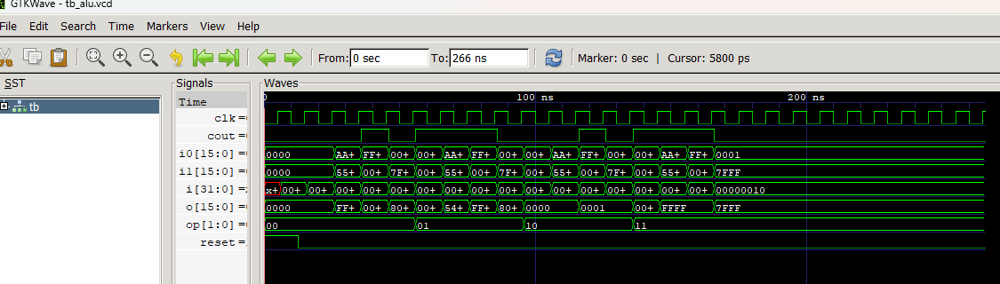 GTKWave - tb_alu.vcd
File Edit Search Time Markers View Help
From: 0 sec To: 266 ns Marker: 0 sec | Cursor: 5800 ps
SST Signals Waves
tb
Time 0 100 ns 200 ns
clk=
cout=
i0[15:0]= 0000 AA+ FF+ 00+ 00+ AA+ FF+ 00+ 00+ AA+ FF+ 00+ 00+ AA+ FF+ 0001
i1[15:0]= 0000 55+ 00+ 7F+ 00+ 55+ 00+ 7F+ 00+ 55+ 00+ 7F+ 00+ 55+ 00+ 7FFF
i[31:0]= x+ 00+ 00+ 00+ 00+ 00+ 00+ 00+ 00+ 00+ 00+ 00+ 00+ 00+ 00+ 00+ 00+ 00000010
o[15:0]= 0000 FF+ 00+ 80+ 00+ 54+ FF+ 80+ 0000 0001 00+ FFFF 7FFF
op[1:0]= 00 01 10 11
reset=